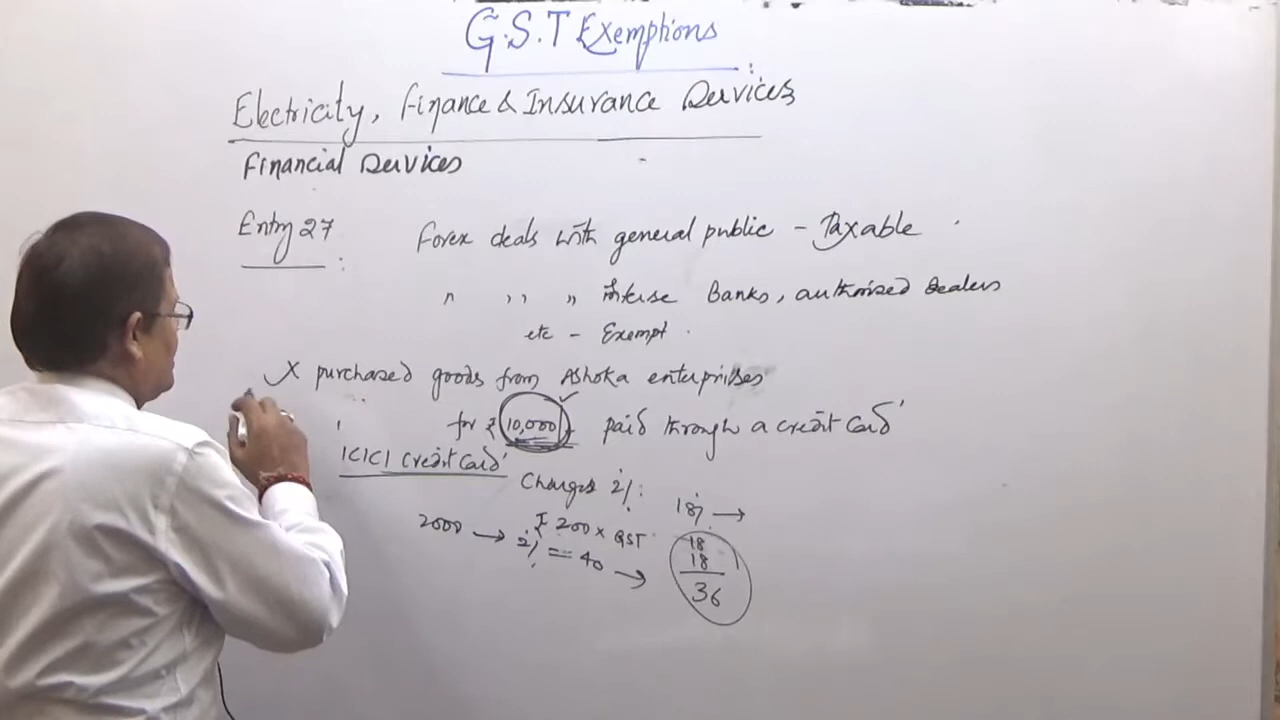 G.S.T Exemptions
Electricity, Finance & Insurance Services
Financial Services
Entry 27 :
Forex deals with general public - Taxable
" " " interse Banks, authorised Dealers
etc - Exempt.
X purchased goods from Ashoka enterprises
for ₹ 10,000/- paid through a credit card
ICICI Credit Card
Charges 2%:
₹ 200 x GST
18% →
2000 → 2% = 40 →
18
18
36